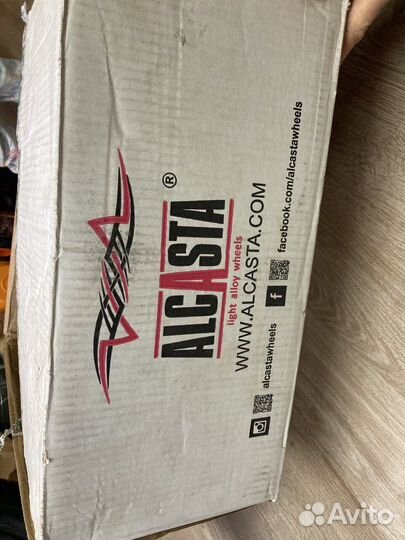 ALCASTA®
light alloy wheels
WWW.ALCASTA.COM
alcastawheels
f
facebook.com/alcastawheels
Avito